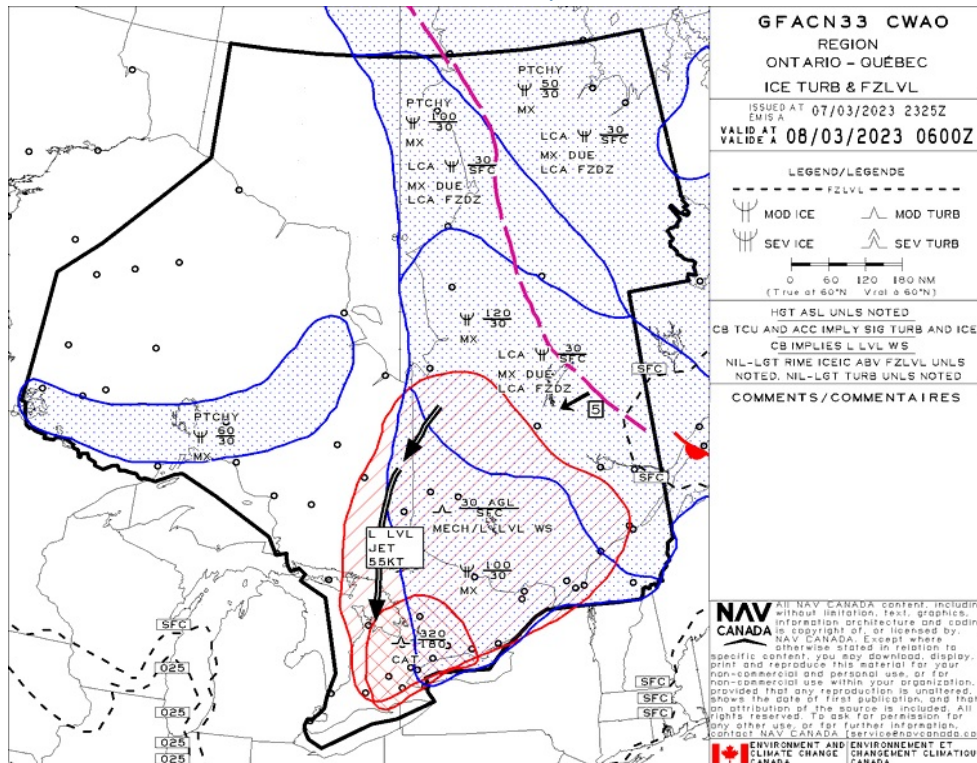 GFACN33 CWAO
REGION
ONTARIO – QUÉBEC
ICE TURB & FZLVL
ISSUED AT
ÉMIS A
07/03/2023 2325Z
VALID AT
VALIDE A
08/03/2023 0600Z
LEGEND/LÉGENDE
FZLVL
MOD ICE
MOD TURB
SEV ICE
SEV TURB
0 60 120 180 NM
(True at 60°N Vrai à 60°N)
HGT ASL UNLS NOTED
CB TCU AND ACC IMPLY SIG TURB AND ICE
CB IMPLIES L LVL WS
NIL-LGT RIME ICEIC ABV FZLVL UNLS
NOTED. NIL-LGT TURB UNLS NOTED
COMMENTS/COMMENTAIRES
PTCHY
50
30
MX
PTCHY
100
30
MX
LCA
30
SFC
MX DUE
LCA FZDZ
LCA
30
SFC
MX DUE
LCA FZDZ
120
30
MX
LCA
30
SFC
MX DUE
LCA FZDZ
5
SFC
SFC
PTCHY
60
30
MX
30 AGL
SFC
MECH/L LVL WS
L LVL
JET
55KT
100
30
MX
320
180
CAT
SFC
025
025
025
025
SFC
SFC
SFC
NAV
CANADA
All NAV CANADA content, including
without limitation, text, graphics,
information architecture and coding
is copyright of, or licensed by,
NAV CANADA. Except where
otherwise stated in relation to
specific content, you may download, display,
print and reproduce this material for your
non-commercial and personal use, or for
non-commercial use within your organization,
provided that any reproduction is unaltered,
shows the date of first publication, and that
an attribution of the source is included. All
rights reserved. To ask for permission for
any other use, or for further information,
contact NAV CANADA [service@navcanada.ca
ENVIRONMENT AND
CLIMATE CHANGE
CANADA
ENVIRONNEMENT ET
CHANGEMENT CLIMATIQUE
CANADA